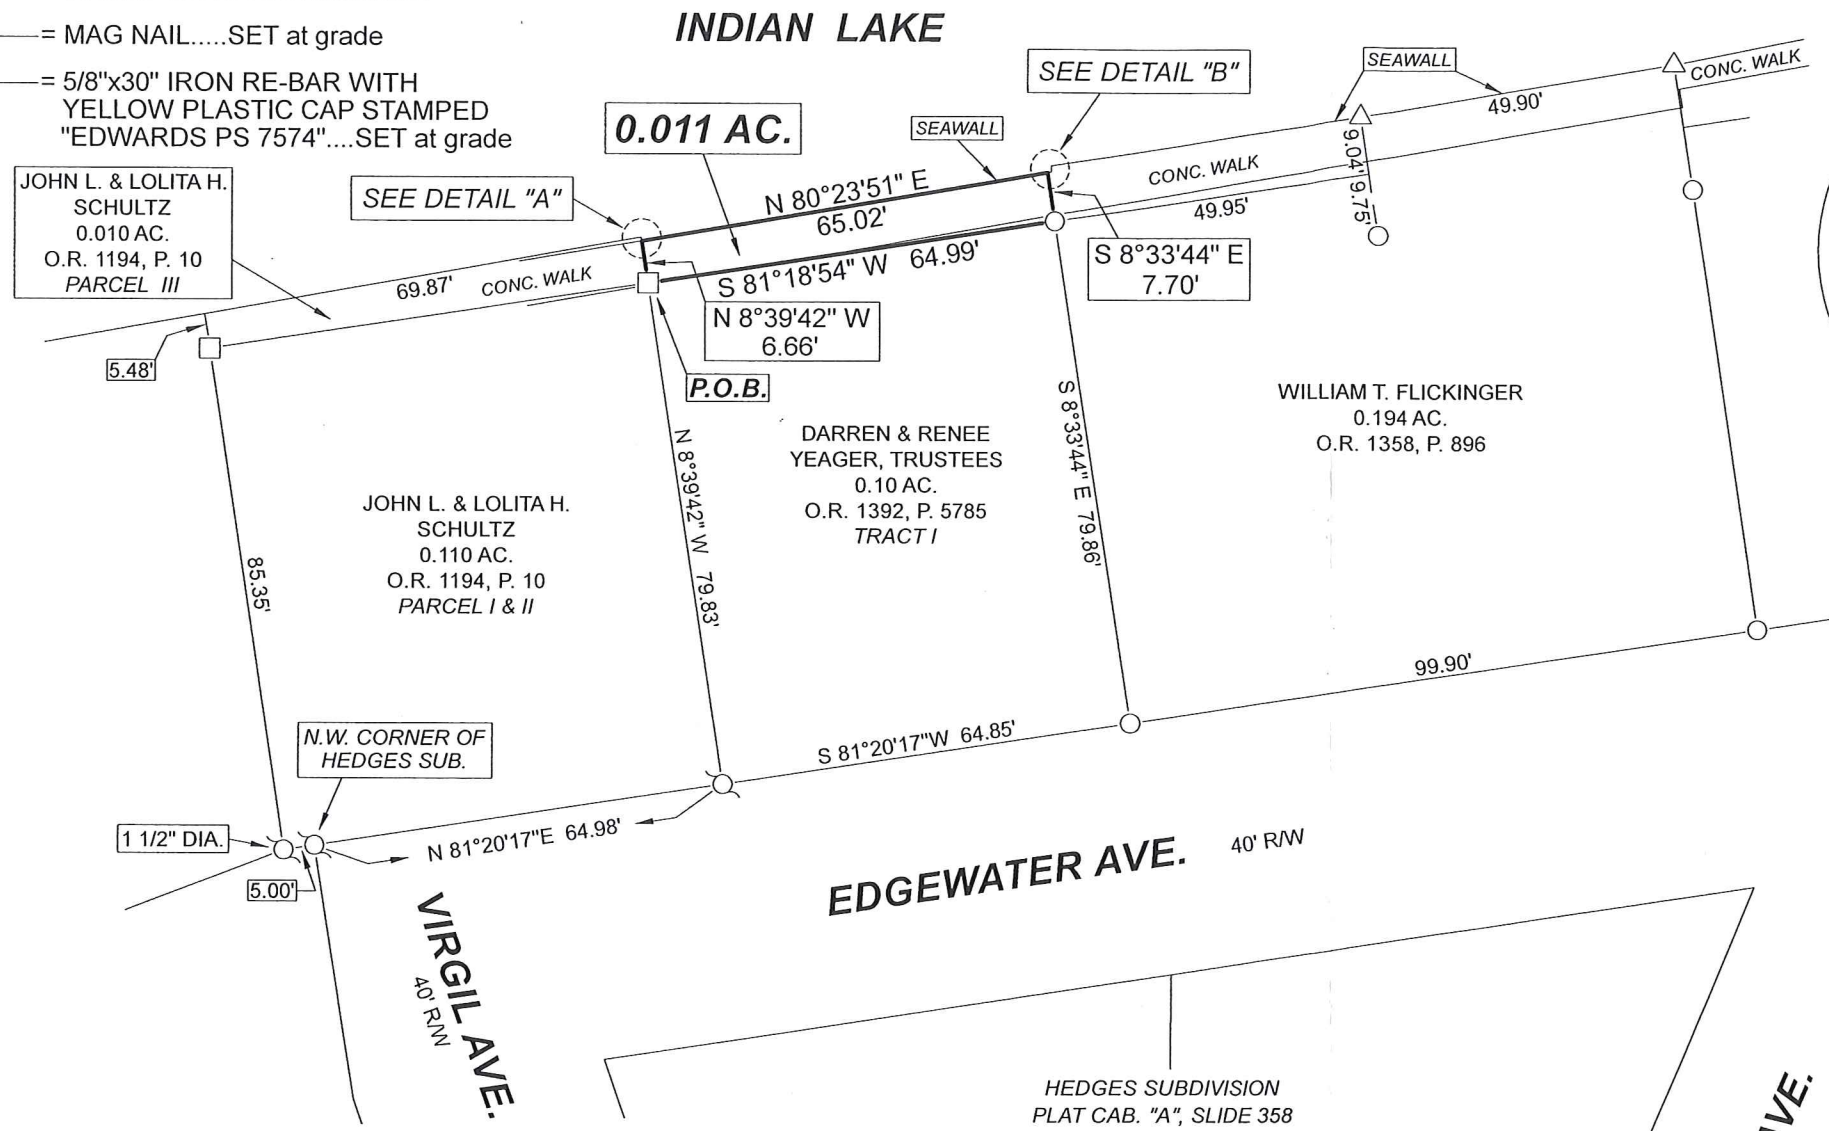 INDIAN LAKE
= MAG NAIL.....SET at grade
= 5/8"x30" IRON RE-BAR WITH
YELLOW PLASTIC CAP STAMPED
"EDWARDS PS 7574"....SET at grade
JOHN L. & LOLITA H.
SCHULTZ
0.010 AC.
O.R. 1194, P. 10
PARCEL III
SEE DETAIL "A"
0.011 AC.
SEAWALL
SEE DETAIL "B"
SEAWALL
CONC. WALK
49.90'
9.04'
9.75'
CONC. WALK
49.95'
N 80°23'51" E
65.02'
S 81°18'54" W 64.99'
S 8°33'44" E
7.70'
69.87'
CONC. WALK
N 8°39'42" W
6.66'
5.48'
P.O.B.
WILLIAM T. FLICKINGER
0.194 AC.
O.R. 1358, P. 896
DARREN & RENEE
YEAGER, TRUSTEES
0.10 AC.
O.R. 1392, P. 5785
TRACT I
S 8°33'44" E 79.86'
N 8°39'42" W 79.83'
JOHN L. & LOLITA H.
SCHULTZ
0.110 AC.
O.R. 1194, P. 10
PARCEL I & II
85.35'
99.90'
S 81°20'17"W 64.85'
N.W. CORNER OF
HEDGES SUB.
1 1/2" DIA.
N 81°20'17"E 64.98'
5.00'
EDGEWATER AVE.
40' R/W
VIRGIL AVE.
40' R/W
HEDGES SUBDIVISION
PLAT CAB. "A", SLIDE 358